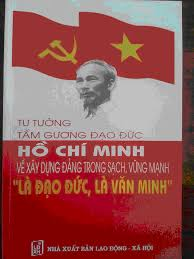 TƯ TƯỞNG
TẤM GƯƠNG ĐẠO ĐỨC
HỒ CHÍ MINH
VỀ XÂY DỰNG ĐẢNG TRONG SẠCH, VỮNG MẠNH
"LÀ ĐẠO ĐỨC, LÀ VĂN MINH"
NHÀ XUẤT BẢN LAO ĐỘNG - XÃ HỘI